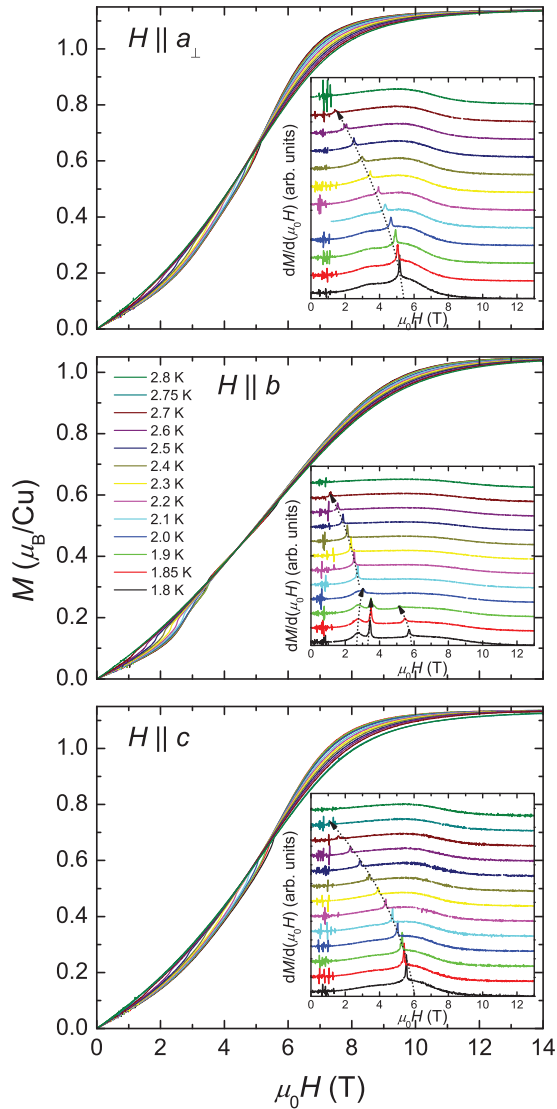 H || a⊥
1.0
0.8
0.6
0.4
0.2
0.0
dM/d(μ₀H) (arb. units)
0 2 4 6 8 10 12
μ₀H (T)
H || b
1.0
0.8
0.6
0.4
0.2
0.0
2.8 K
2.75 K
2.7 K
2.6 K
2.5 K
2.4 K
2.3 K
2.2 K
2.1 K
2.0 K
1.9 K
1.85 K
1.8 K
M (μB/Cu)
dM/d(μ₀H) (arb. units)
0 2 4 6 8 10 12
μ₀H (T)
H || c
1.0
0.8
0.6
0.4
0.2
0.0
dM/d(μ₀H) (arb. units)
0 2 4 6 8 10 12
μ₀H (T)
0 2 4 6 8 10 12 14
μ₀H (T)